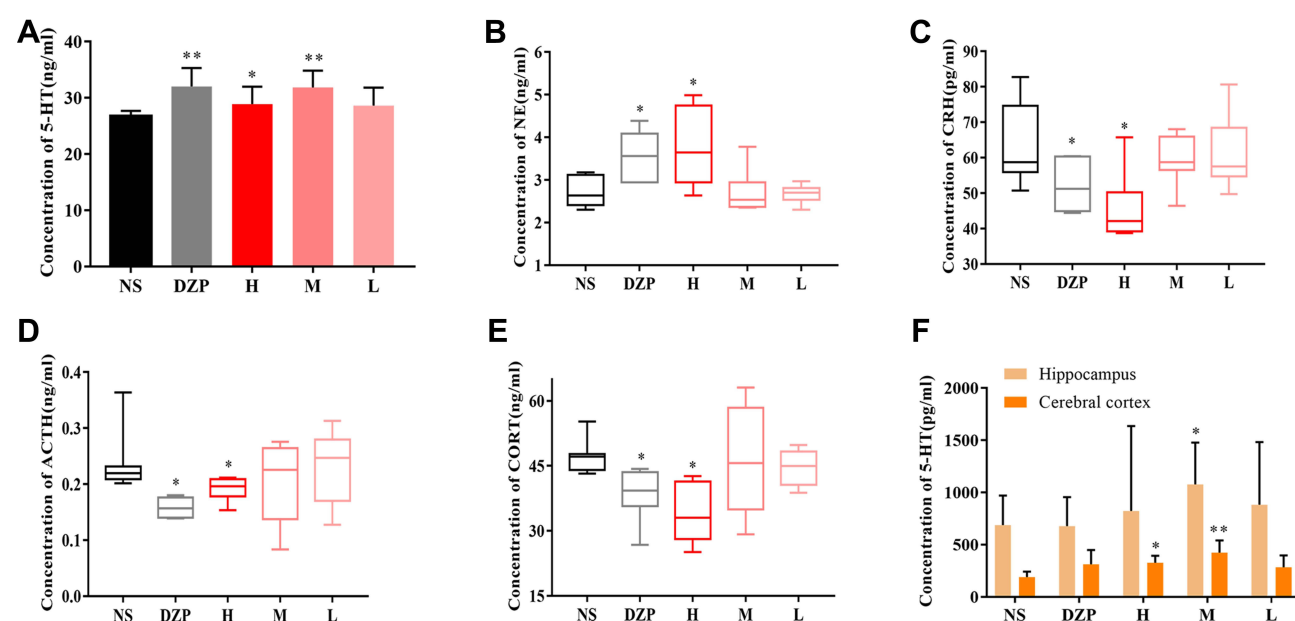 A
Concentration of 5-HT(ng/ml)
40
30
20
10
0
** * **
NS DZP H M L
B
Concentration of NE(ng/ml)
6
5
4
3
2
1
* *
NS DZP H M L
C
Concentration of CRH(pg/ml)
90
80
70
60
50
40
30
* *
NS DZP H M L
D
Concentration of ACTH(ng/ml)
0.4
0.3
0.2
0.1
0.0
* *
NS DZP H M L
E
Concentration of CORT(ng/ml)
60
45
30
15
* *
NS DZP H M L
F
Concentration of 5-HT(pg/ml)
Hippocampus
Cerebral cortex
2000
1500
1000
500
0
* * **
NS DZP H M L